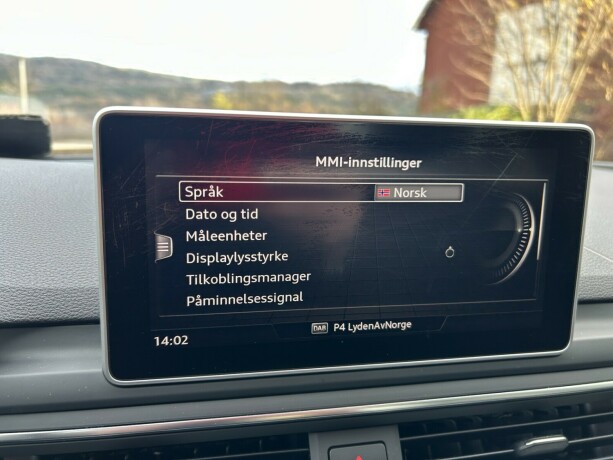 MMI-innstillinger
Språk Norsk
Dato og tid
Måleenheter
Displaylysstyrke
Tilkoblingsmanager
Påminnelsessignal
DAB P4 LydenAvNorge
14:02